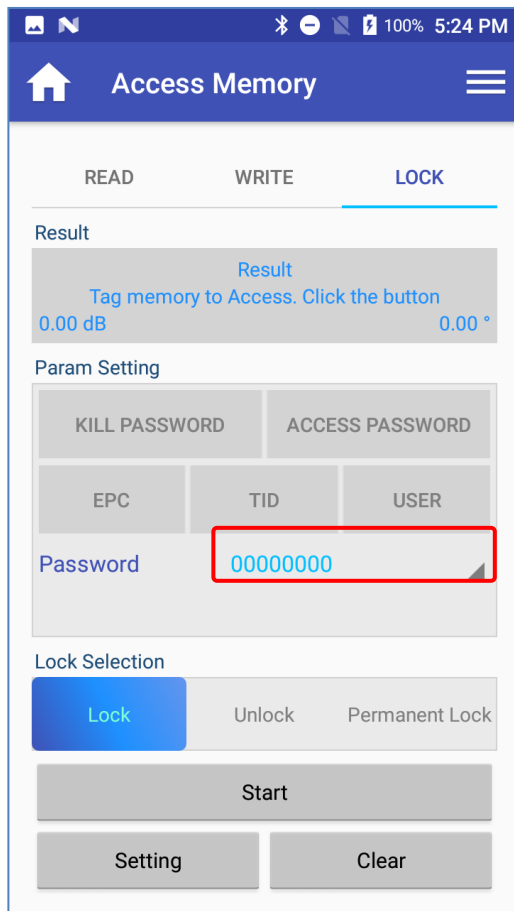 100% 5:24 PM
Access Memory
READ WRITE LOCK
Result
Result
Tag memory to Access. Click the button
0.00 dB 0.00 °
Param Setting
KILL PASSWORD ACCESS PASSWORD
EPC TID USER
Password 00000000
Lock Selection
Lock Unlock Permanent Lock
Start
Setting Clear